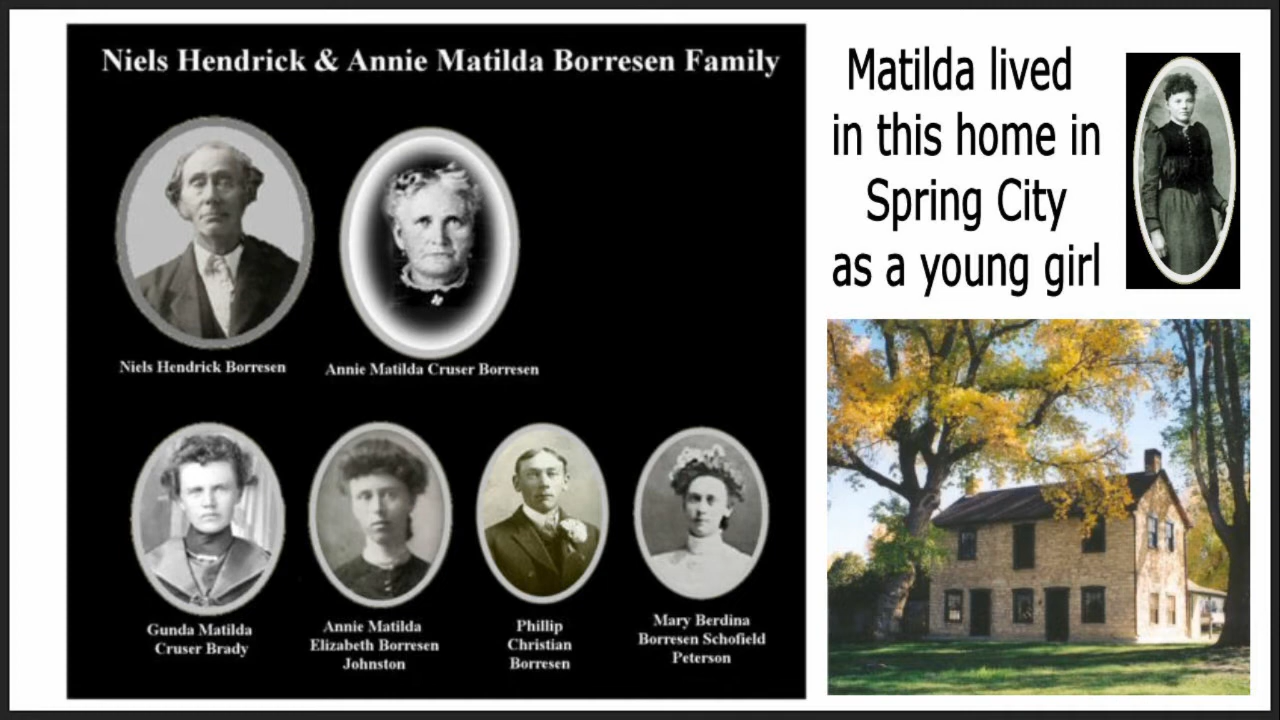 Niels Hendrick & Annie Matilda Borresen Family
Niels Hendrick Borresen
Annie Matilda Cruser Borresen
Gunda Matilda
Cruser Brady
Annie Matilda
Elizabeth Borresen
Johnston
Phillip
Christian
Borresen
Mary Berdina
Borresen Schofield
Peterson
Matilda lived
in this home in
Spring City
as a young girl